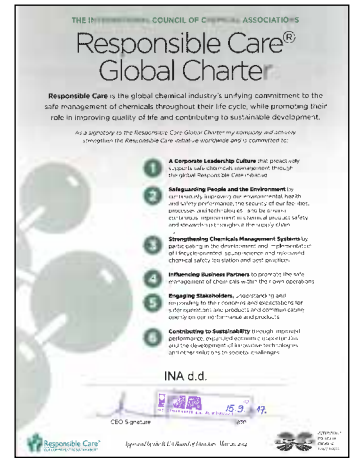 THE INTERNATIONAL COUNCIL OF CHEMICAL ASSOCIATIONS
Responsible Care®
Global Charter
Responsible Care is the global chemical industry's unifying commitment to the
safe management of chemicals throughout their life cycle, while promoting their
role in improving quality of life and contributing to sustainable development.
As a signatory to the Responsible Care Global Charter my company will actively
strengthen the Responsible Care initiative worldwide and is committed to:
1 A Corporate Leadership Culture that proactively
supports safe chemicals management through
the global Responsible Care initiative
2 Safeguarding People and the Environment by
continuously improving our environmental, health
and safety performance, the security of our facilities,
processes and technologies and by driving
continuous improvement in chemical product safety
and stewardship throughout the supply chain
3 Strengthening Chemicals Management Systems by
participating in the development and implementation
of lifecycle-oriented, sound-science and risk-based
chemical safety legislation and best practices
4 Influencing Business Partners to promote the safe
management of chemicals within their own operations
5 Engaging Stakeholders, understanding and
responding to their concerns and expectations for
safer operations and products and communicating
openly on our performance and products
6 Contributing to Sustainability through improved
performance, expanded economic opportunities
and the development of innovative technologies
and other solutions to societal challenges
INA d.d.
15. 9 17.
CEO Signature
Responsible Care®